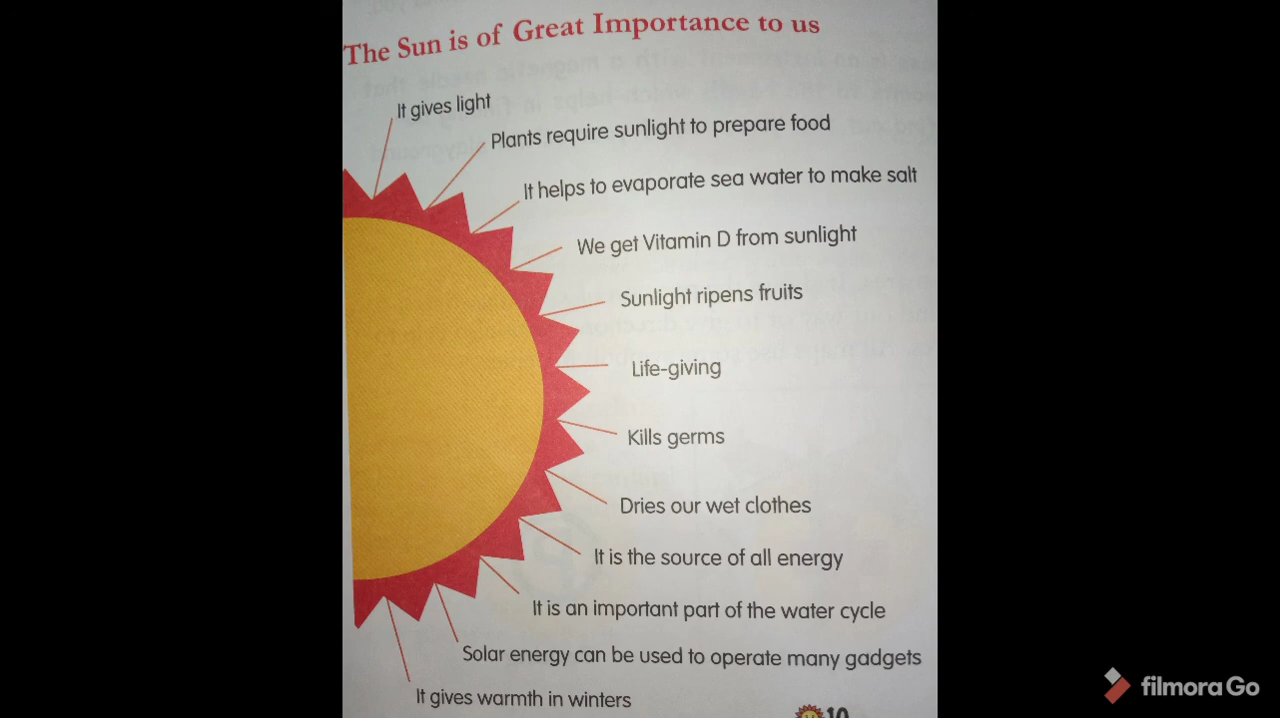 The Sun is of Great Importance to us
It gives light
Plants require sunlight to prepare food
It helps to evaporate sea water to make salt
We get Vitamin D from sunlight
Sunlight ripens fruits
Life-giving
Kills germs
Dries our wet clothes
It is the source of all energy
It is an important part of the water cycle
Solar energy can be used to operate many gadgets
It gives warmth in winters
10
filmora Go